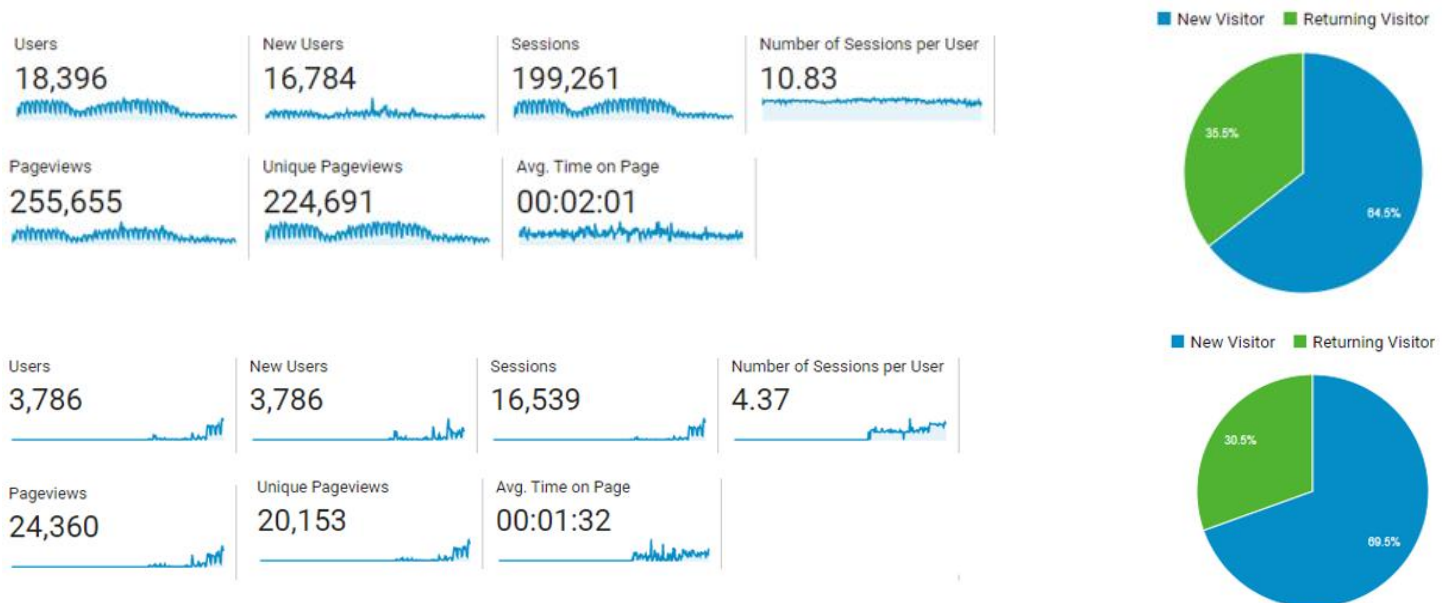 New Visitor Returning Visitor
Users New Users Sessions Number of Sessions per User
18,396 16,784 199,261 10.83
35.5%
64.5%
Pageviews Unique Pageviews Avg. Time on Page
255,655 224,691 00:02:01
New Visitor Returning Visitor
Users New Users Sessions Number of Sessions per User
3,786 3,786 16,539 4.37
30.5%
69.5%
Pageviews Unique Pageviews Avg. Time on Page
24,360 20,153 00:01:32